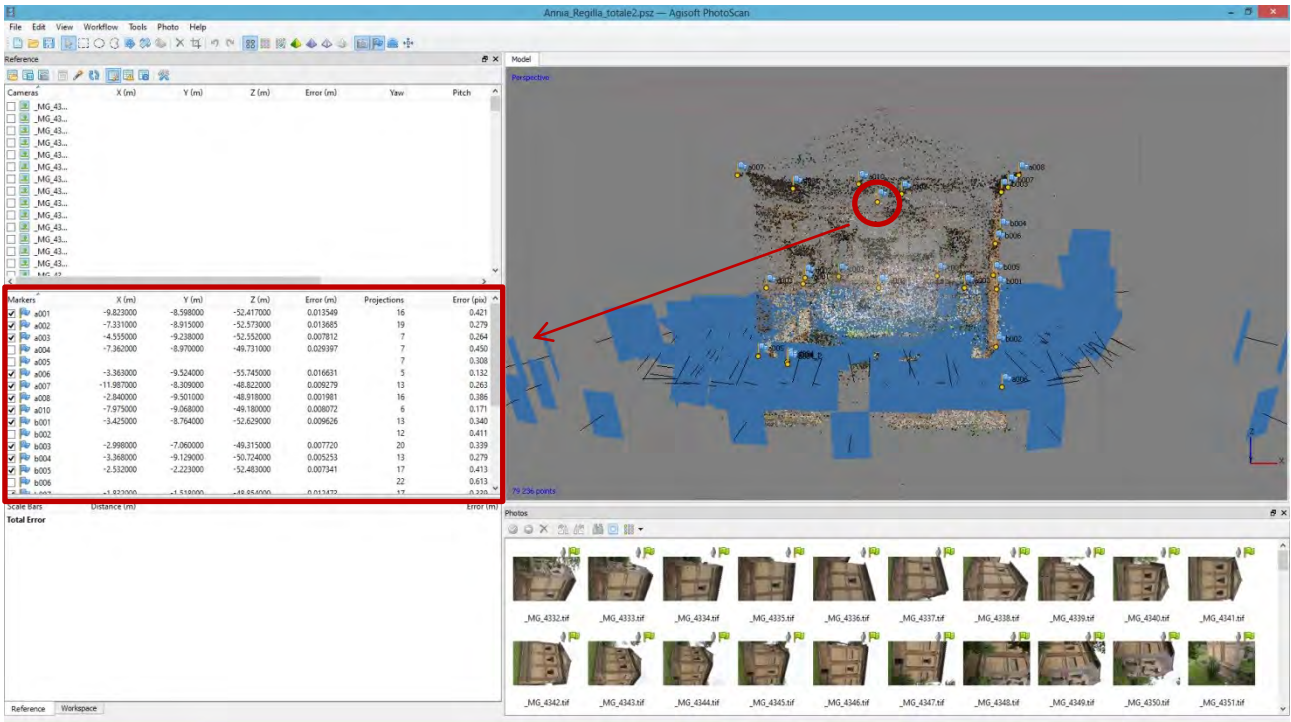 Annia_Regilla_totale2.psz — Agisoft PhotoScan
File Edit View Workflow Tools Photo Help
Reference
Cameras X (m) Y (m) Z (m) Error (m) Yaw Pitch
_MG_43...
_MG_43...
_MG_43...
_MG_43...
_MG_43...
_MG_43...
_MG_43...
_MG_43...
_MG_43...
_MG_43...
_MG_43...
_MG_43...
_MG_43...
_MG_43...
Markers X (m) Y (m) Z (m) Error (m) Projections Error (pix)
a001 -9.823000 -8.598000 -52.417000 0.013549 16 0.421
a002 -7.331000 -8.915000 -52.573000 0.013685 19 0.279
a003 -4.555000 -9.238000 -52.552000 0.007812 7 0.264
a004 -7.362000 -8.970000 -49.731000 0.029397 7 0.450
a005 7 0.308
a006 -3.363000 -9.524000 -55.745000 0.016631 5 0.132
a007 -11.987000 -8.309000 -48.822000 0.009279 13 0.263
a008 -2.840000 -9.501000 -48.918000 0.001981 16 0.386
a010 -7.975000 -9.068000 -49.180000 0.008072 6 0.171
b001 -3.425000 -8.764000 -52.629000 0.009626 13 0.340
b002 12 0.411
b003 -2.998000 -7.060000 -49.315000 0.007720 20 0.339
b004 -3.368000 -9.129000 -50.724000 0.005253 13 0.279
b005 -2.532000 -2.223000 -52.483000 0.007341 17 0.413
b006 22 0.613
b007 -1.822000 -1.518000 -48.854000 0.012473 17 0.339
Scale Bars Distance (m) Error (m)
Total Error
Reference Workspace
Model
Perspective
a007
a010
a008
b003
b004
b006
b005
b001
b002
Z
X
79 236 points
Photos
_MG_4332.tif _MG_4333.tif _MG_4334.tif _MG_4335.tif _MG_4336.tif _MG_4337.tif _MG_4338.tif _MG_4339.tif _MG_4340.tif _MG_4341.tif
_MG_4342.tif _MG_4343.tif _MG_4344.tif _MG_4345.tif _MG_4346.tif _MG_4347.tif _MG_4348.tif _MG_4349.tif _MG_4350.tif _MG_4351.tif